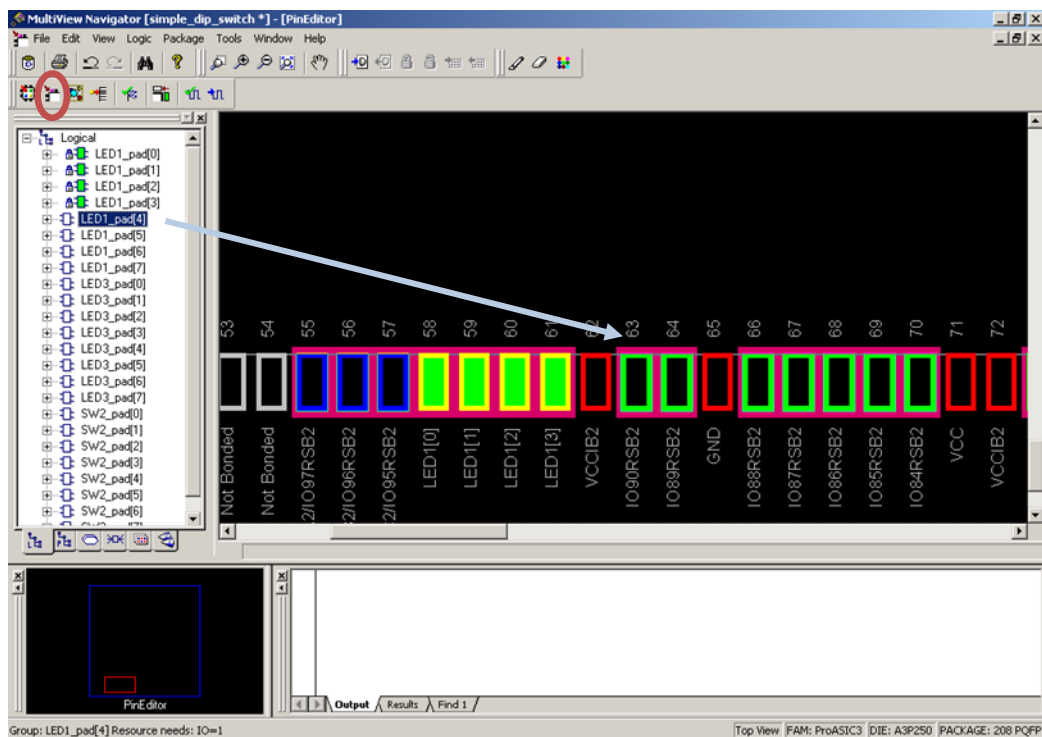 MultiView Navigator [simple_dip_switch *] - [PinEditor]
File Edit View Logic Package Tools Window Help
Logical
LED1_pad[0]
LED1_pad[1]
LED1_pad[2]
LED1_pad[3]
LED1_pad[4]
LED1_pad[5]
LED1_pad[6]
LED1_pad[7]
LED3_pad[0]
LED3_pad[1]
LED3_pad[2]
LED3_pad[3]
LED3_pad[4]
LED3_pad[5]
LED3_pad[6]
LED3_pad[7]
SW2_pad[0]
SW2_pad[1]
SW2_pad[2]
SW2_pad[3]
SW2_pad[4]
SW2_pad[5]
SW2_pad[6]
53 54 55 56 57 58 59 60 61 62 63 64 65 66 67 68 69 70 71 72
Not Bonded
Not Bonded
2/IO97RSB2
2/IO96RSB2
2/IO95RSB2
LED1[0]
LED1[1]
LED1[2]
LED1[3]
VCCIB2
IO90RSB2
IO89RSB2
GND
IO88RSB2
IO87RSB2
IO86RSB2
IO85RSB2
IO84RSB2
VCC
VCCIB2
PinEditor
Output Results Find 1
Group: LED1_pad[4] Resource needs: IO=1
Top View FAM: ProASIC3 DIE: A3P250 PACKAGE: 208 PQFP